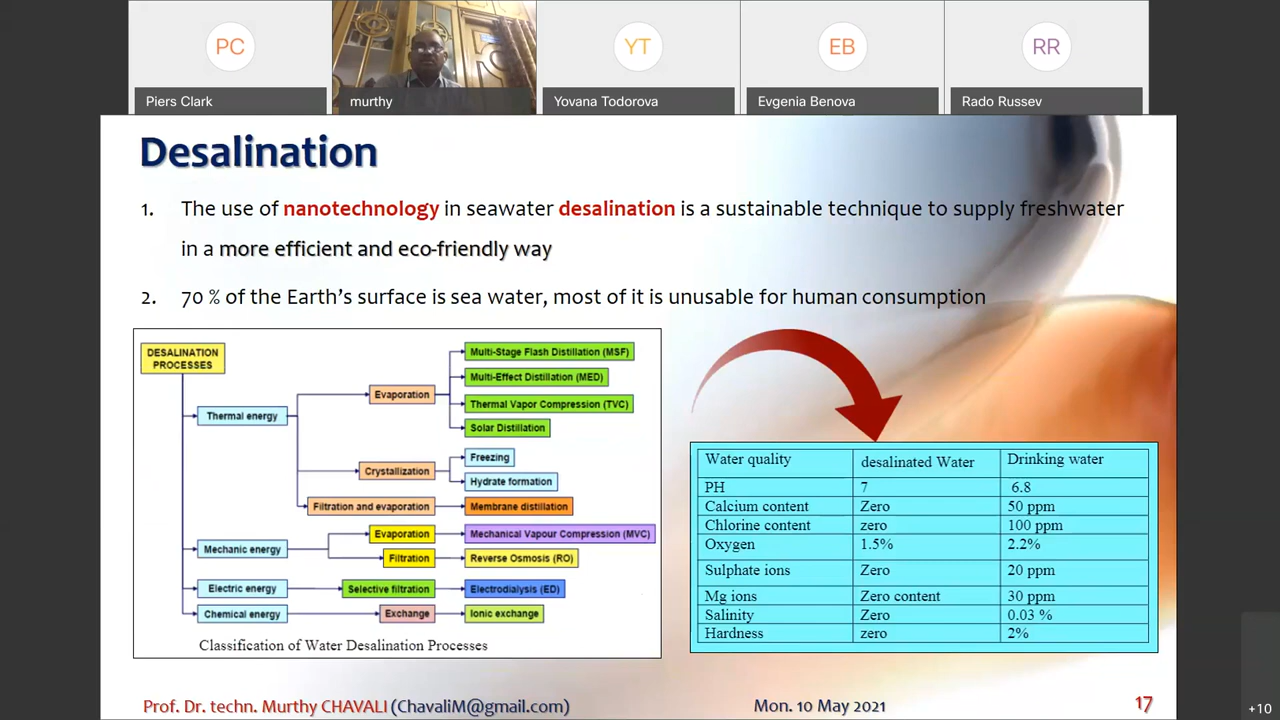 PC
YT
EB
RR
Piers Clark
murthy
Yovana Todorova
Evgenia Benova
Rado Russev
Desalination
1. The use of nanotechnology in seawater desalination is a sustainable technique to supply freshwater
in a more efficient and eco-friendly way
2. 70 % of the Earth's surface is sea water, most of it is unusable for human consumption
DESALINATION
PROCESSES
Thermal energy
Evaporation
Multi-Stage Flash Distillation (MSF)
Multi-Effect Distillation (MED)
Thermal Vapor Compression (TVC)
Solar Distillation
Crystallization
Freezing
Hydrate formation
Filtration and evaporation
Membrane distillation
Mechanic energy
Evaporation
Mechanical Vapour Compression (MVC)
Filtration
Reverse Osmosis (RO)
Electric energy
Selective filtration
Electrodialysis (ED)
Chemical energy
Exchange
Ionic exchange
Classification of Water Desalination Processes
Water quality desalinated Water Drinking water
PH 7 6.8
Calcium content Zero 50 ppm
Chlorine content zero 100 ppm
Oxygen 1.5% 2.2%
Sulphate ions Zero 20 ppm
Mg ions Zero content 30 ppm
Salinity Zero 0.03 %
Hardness zero 2%
Prof. Dr. techn. Murthy CHAVALI (ChavaliM@gmail.com)
Mon. 10 May 2021
17
+10